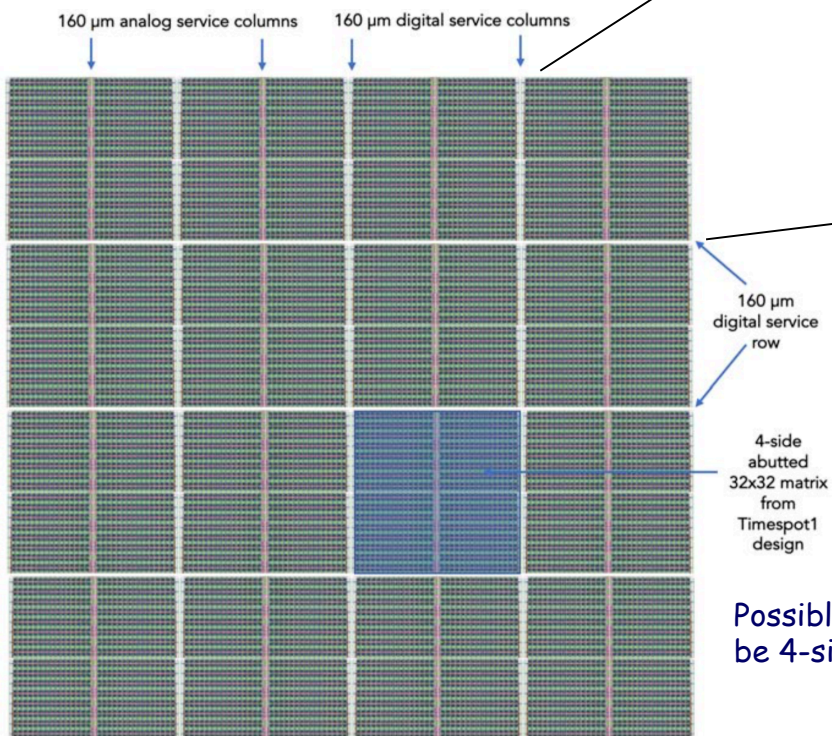 160 µm analog service columns
160 µm digital service columns
160 µm
digital service
row
4-side
abutted
32x32 matrix
from
Timespot1
design
be 4-si